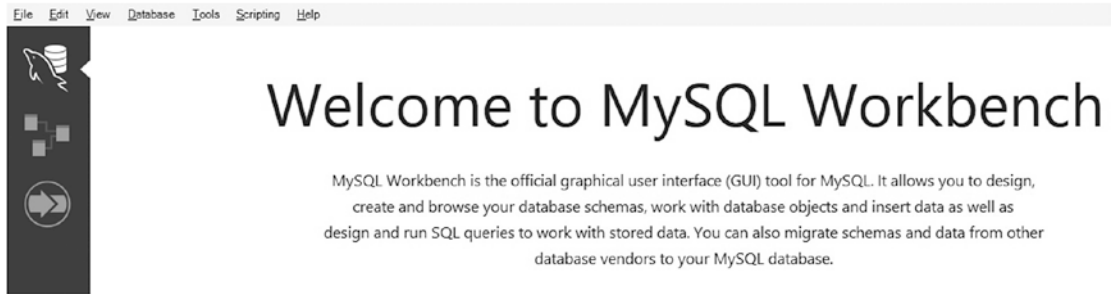 File Edit View Database Tools Scripting Help
Welcome to MySQL Workbench
MySQL Workbench is the official graphical user interface (GUI) tool for MySQL. It allows you to design,
create and browse your database schemas, work with database objects and insert data as well as
design and run SQL queries to work with stored data. You can also migrate schemas and data from other
database vendors to your MySQL database.